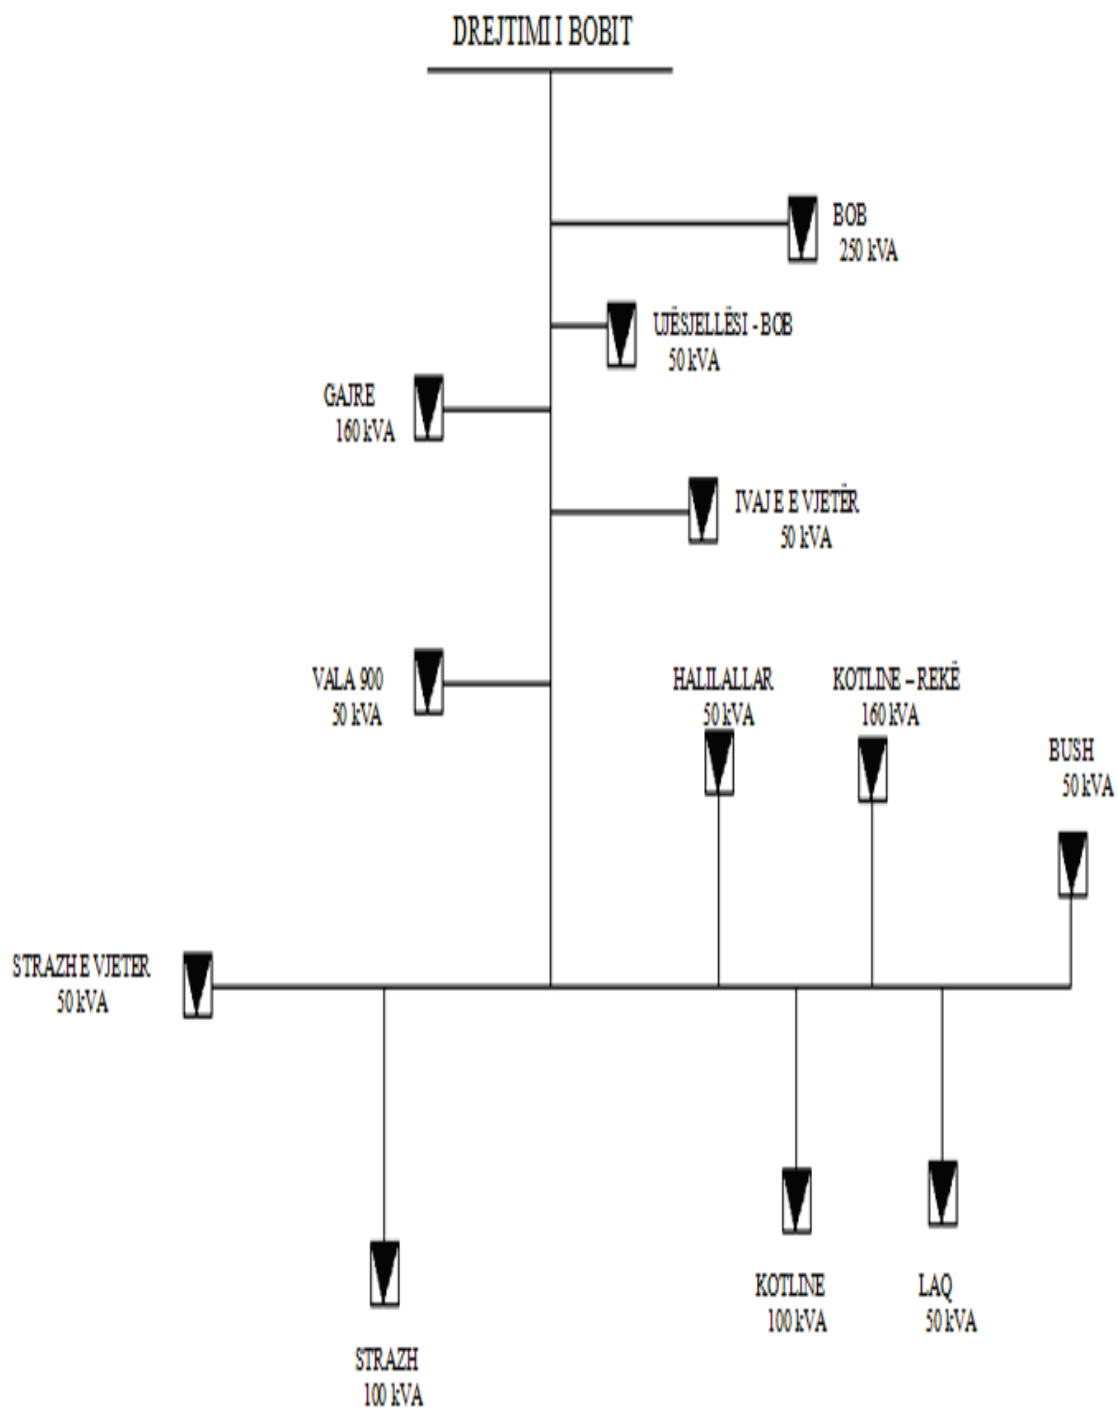 DREJTIMI I BOBIT
BOB
250 kVA
UJËSJELLËSI - BOB
50 kVA
GAJRE
160 kVA
IVAJE E VJETËR
50 kVA
VALA 900
50 kVA
HALILALLAR
50 kVA
KOTLINE – REKË
160 kVA
BUSH
50 kVA
STRAZH E VJETER
50 kVA
KOTLINE
100 kVA
LAQ
50 kVA
STRAZH
100 kVA